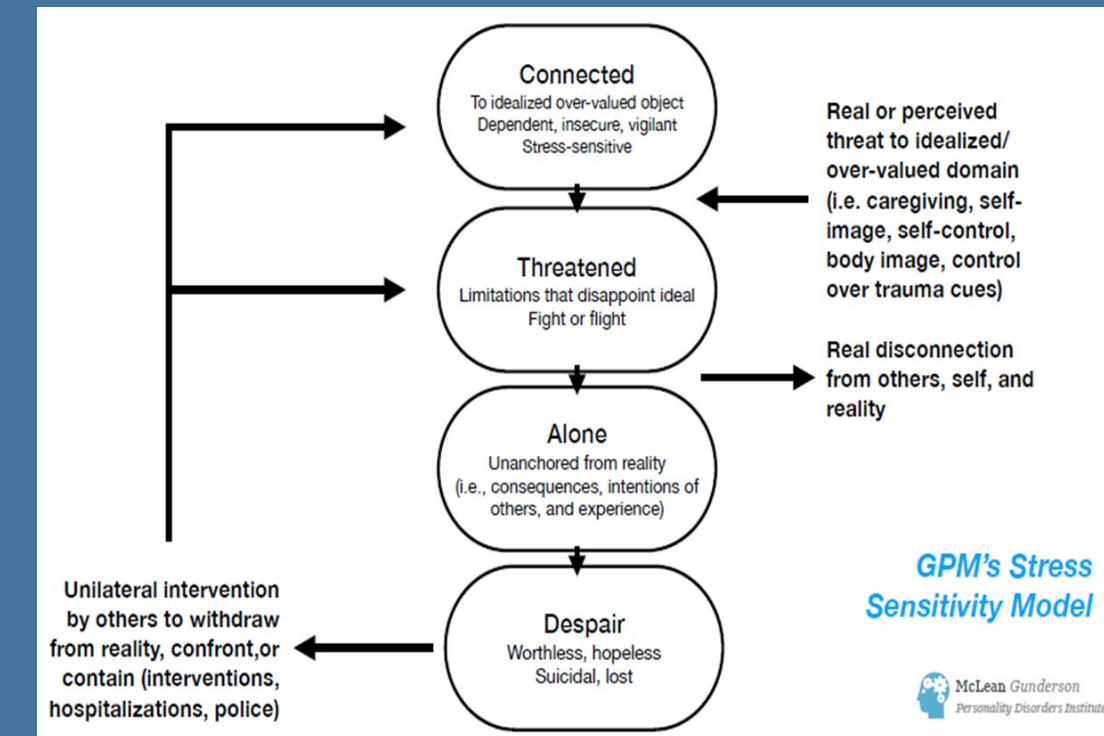 Connected
To idealized over-valued object
Dependent, insecure, vigilant
Stress-sensitive
Real or perceived
threat to idealized/
over-valued domain
(i.e. caregiving, self-
image, self-control,
body image, control
over trauma cues)
Threatened
Limitations that disappoint ideal
Fight or flight
Real disconnection
from others, self, and
reality
Alone
Unanchored from reality
(i.e., consequences, intentions of
others, and experience)
Despair
Worthless, hopeless
Suicidal, lost
Unilateral intervention
by others to withdraw
from reality, confront,or
contain (interventions,
hospitalizations, police)
GPM's Stress
Sensitivity Model
McLean Gunderson
Personality Disorders Institute